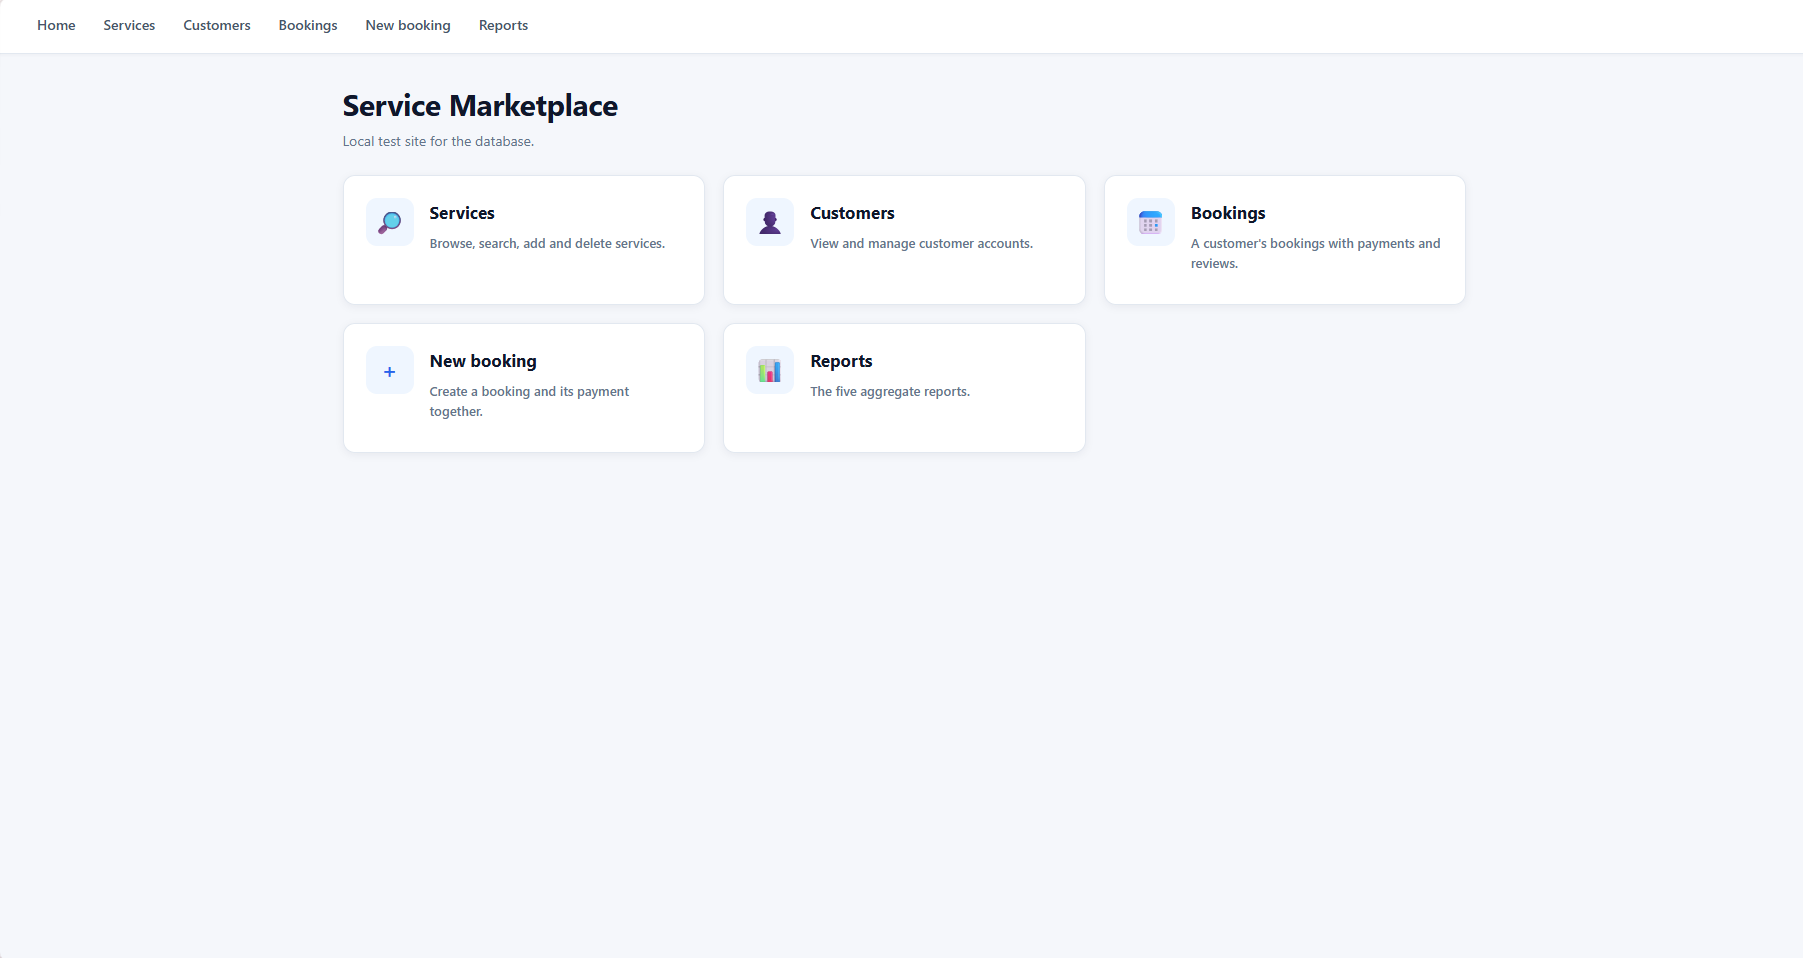 Home Services Customers Bookings New booking Reports
Service Marketplace
Local test site for the database.
Services
Browse, search, add and delete services.
Customers
View and manage customer accounts.
Bookings
A customer's bookings with payments and
reviews.
+
New booking
Create a booking and its payment
together.
Reports
The five aggregate reports.